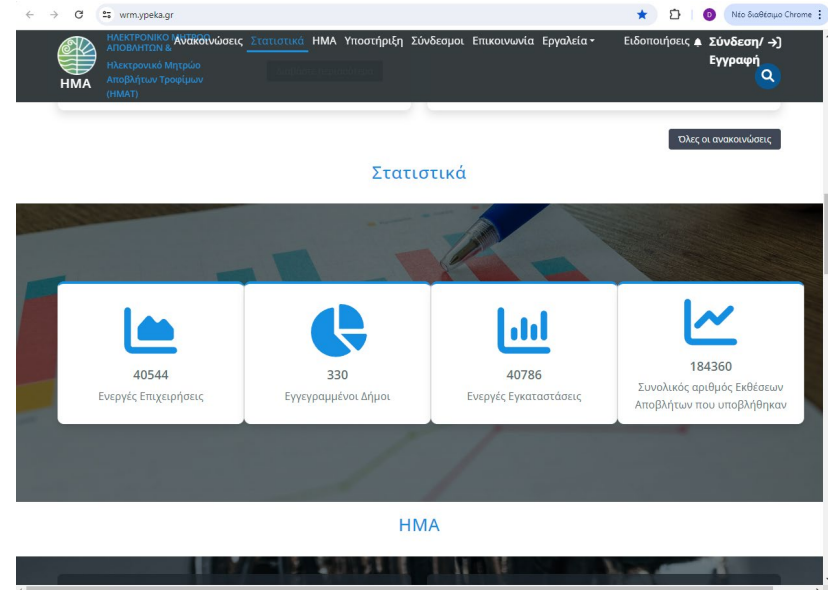 wrm.ypeka.gr
Νέο διαθέσιμο Chrome
ΗΛΕΚΤΡΟΝΙΚΟ ΜΗΤΡΩΟ
ΑΠΟΒΛΗΤΩΝ &
Ηλεκτρονικό Μητρώο
Αποβλήτων Τροφίμων
(ΗΜΑΤ)
ΗΜΑ
Ανακοινώσεις Στατιστικά ΗΜΑ Υποστήριξη Σύνδεσμοι Επικοινωνία Εργαλεία
Ειδοποιήσεις
Σύνδεση/
Εγγραφή
Όλες οι ανακοινώσεις
Στατιστικά
40544
Ενεργές Επιχειρήσεις
330
Εγγεγραμμένοι Δήμοι
40786
Ενεργές Εγκαταστάσεις
184360
Συνολικός αριθμός Εκθέσεων
Αποβλήτων που υποβλήθηκαν
ΗΜΑ